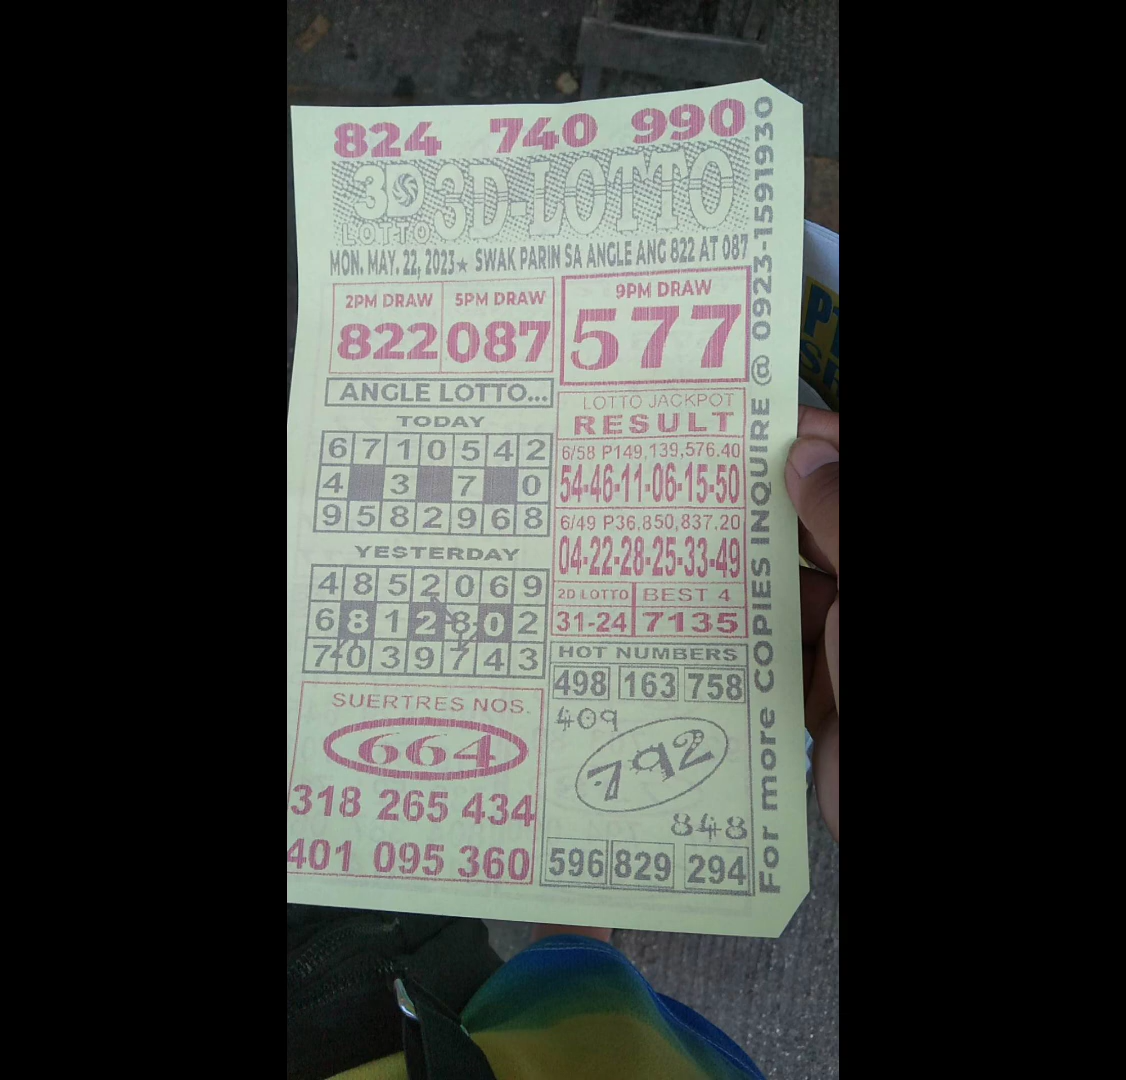 824 740 990
3D LOTTO 3D-LOTTO
MON. MAY. 22, 2023★ SWAK PARIN SA ANGLE ANG 822 AT 087
2PM DRAW 5PM DRAW 9PM DRAW
822 087 577
ANGLE LOTTO...
TODAY
6 7 1 0 5 4 2
4 3 7 0
9 5 8 2 9 6 8
YESTERDAY
4 8 5 2 0 6 9
6 8 1 2 8 0 2
7 0 3 9 7 4 3
SUERTRES NOS.
664
318 265 434
401 095 360
LOTTO JACKPOT
RESULT
6/58 P149,139,576.40
54-46-11-06-15-50
6/49 P36,850,837.20
04-22-28-25-33-49
2D LOTTO BEST 4
31-24 7135
HOT NUMBERS
498 163 758
409
792
848
596 829 294
For more COPIES INQUIRE @ 0923-1591930